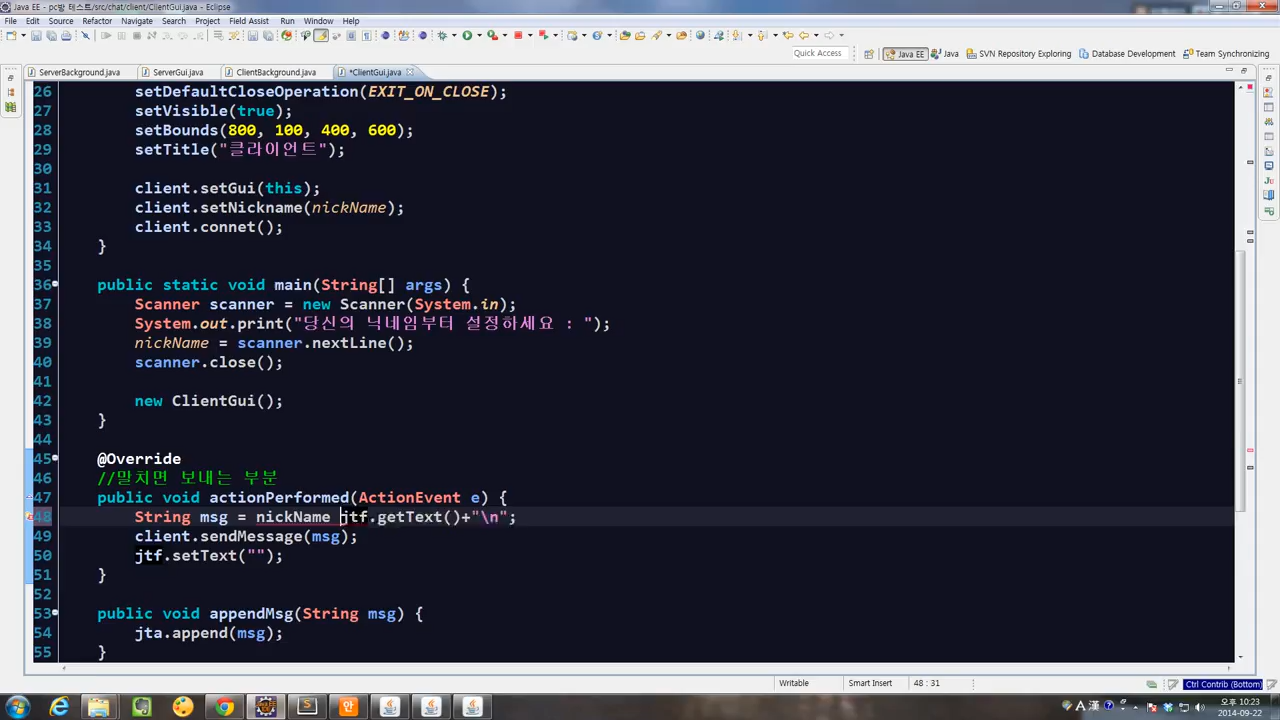 Java EE - pc방 테스트/src/chat/client/ClientGui.java - Eclipse
File Edit Source Refactor Navigate Search Project Field Assist Run Window Help
Quick Access Java EE Java SVN Repository Exploring Database Development Team Synchronizing
ServerBackground.java ServerGui.java ClientBackground.java *ClientGui.java
26 setDefaultCloseOperation(EXIT_ON_CLOSE);
27 setVisible(true);
28 setBounds(800, 100, 400, 600);
29 setTitle("클라이언트");
30
31 client.setGui(this);
32 client.setNickname(nickName);
33 client.connet();
34 }
35
36 public static void main(String[] args) {
37 Scanner scanner = new Scanner(System.in);
38 System.out.print("당신의 닉네임부터 설정하세요 : ");
39 nickName = scanner.nextLine();
40 scanner.close();
41
42 new ClientGui();
43 }
44
45 @Override
46 //말치면 보내는 부분
47 public void actionPerformed(ActionEvent e) {
48 String msg = nickName jtf.getText()+"\n";
49 client.sendMessage(msg);
50 jtf.setText("");
51 }
52
53 public void appendMsg(String msg) {
54 jta.append(msg);
55 }
Writable Smart Insert 48 : 31 Ctrl Contrib (Bottom)
A 漢 오후 10:23
2014-09-22